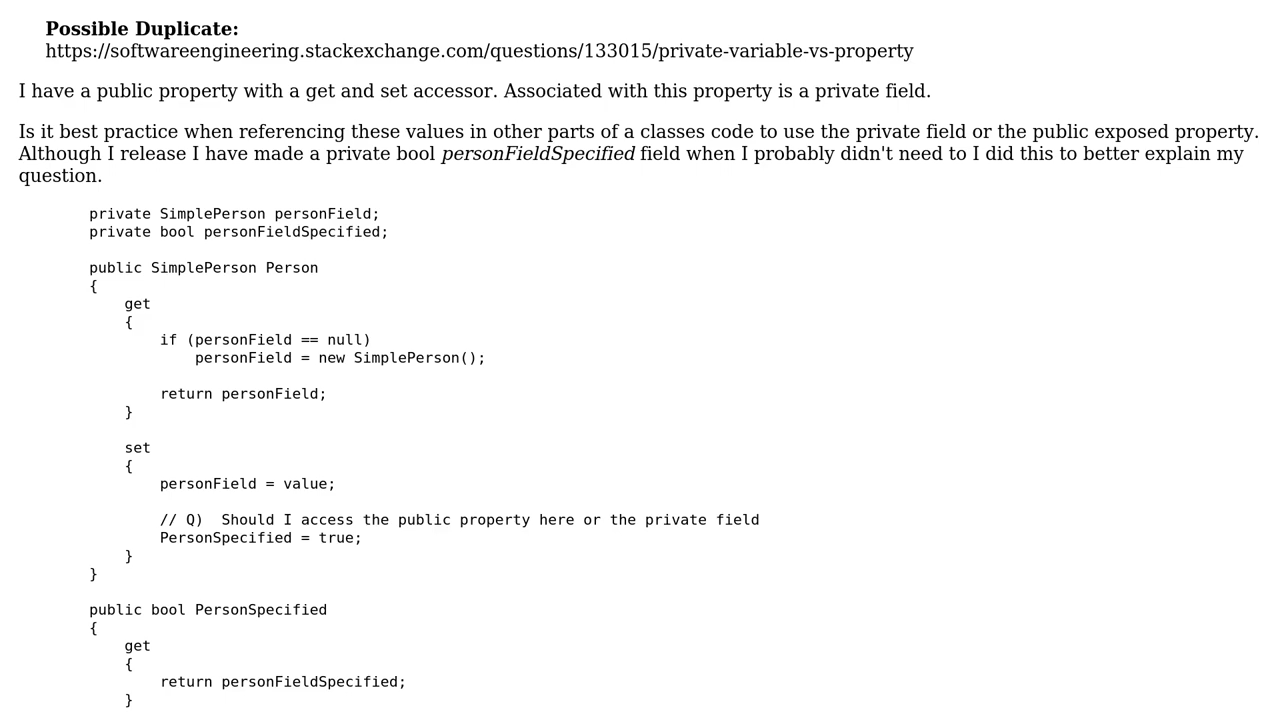 Possible Duplicate:
https://softwareengineering.stackexchange.com/questions/133015/private-variable-vs-property
I have a public property with a get and set accessor. Associated with this property is a private field.
Is it best practice when referencing these values in other parts of a classes code to use the private field or the public exposed property.
Although I release I have made a private bool personFieldSpecified field when I probably didn't need to I did this to better explain my
question.
private SimplePerson personField;
private bool personFieldSpecified;
public SimplePerson Person
{
get
{
if (personField == null)
personField = new SimplePerson();
return personField;
}
set
{
personField = value;
// Q)  Should I access the public property here or the private field
PersonSpecified = true;
}
}
public bool PersonSpecified
{
get
{
return personFieldSpecified;
}